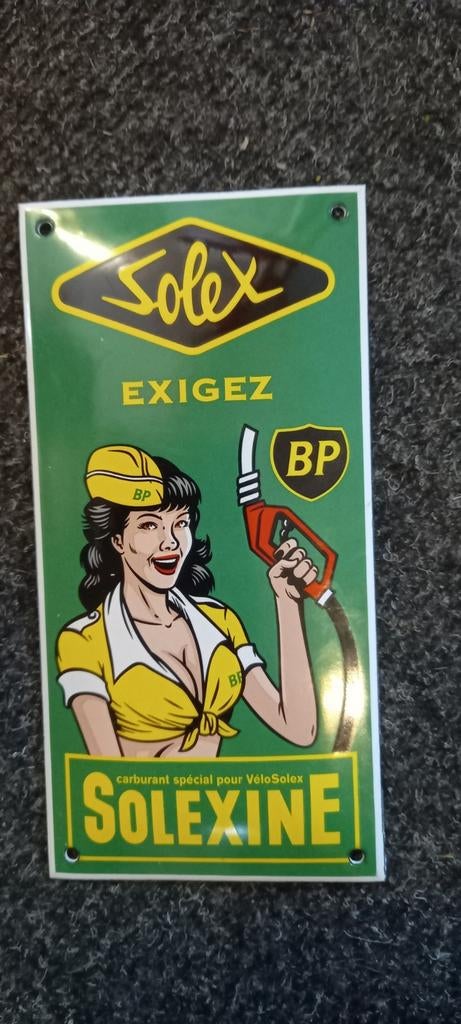 Solex
EXIGEZ
BP
BP
BP
carburant spécial pour VéloSolex
SOLEXINE